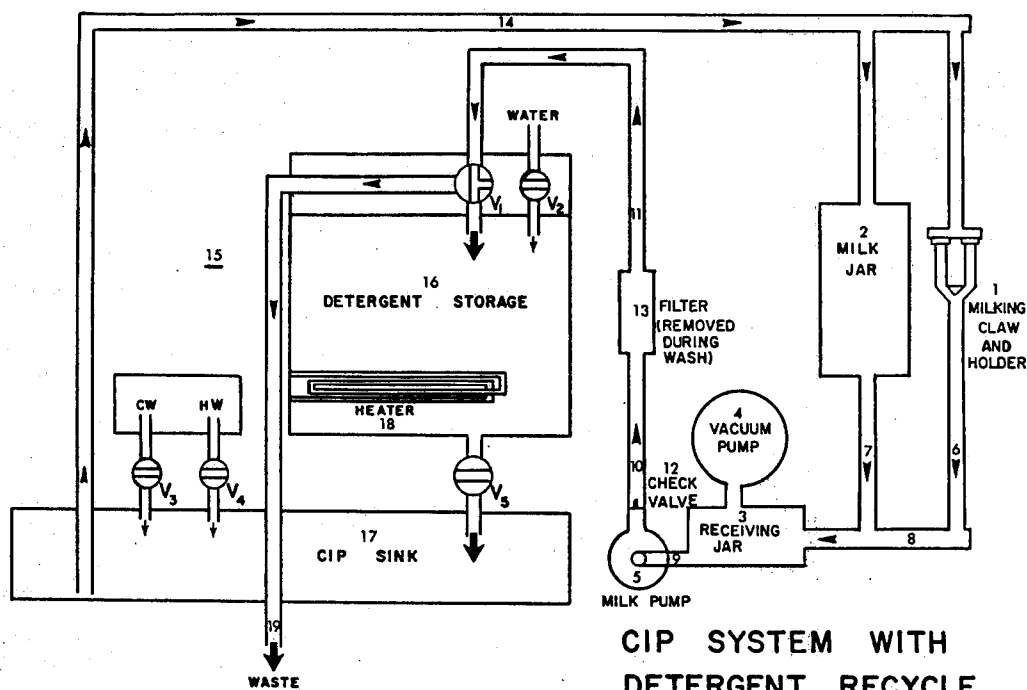 14
WATER
V1
V2
11
15
16
DETERGENT STORAGE
2
MILK
JAR
1
MILKING
CLAW
AND
HOLDER
13
FILTER
(REMOVED
DURING
WASH)
HEATER
18
CW
HW
V3
V4
V5
4
VACUUM
PUMP
7
6
10
12
CHECK
VALVE
3
RECEIVING
JAR
8
9
5
MILK PUMP
17
CIP SINK
19
WASTE
CIP SYSTEM WITH
DETERGENT RECYCLE